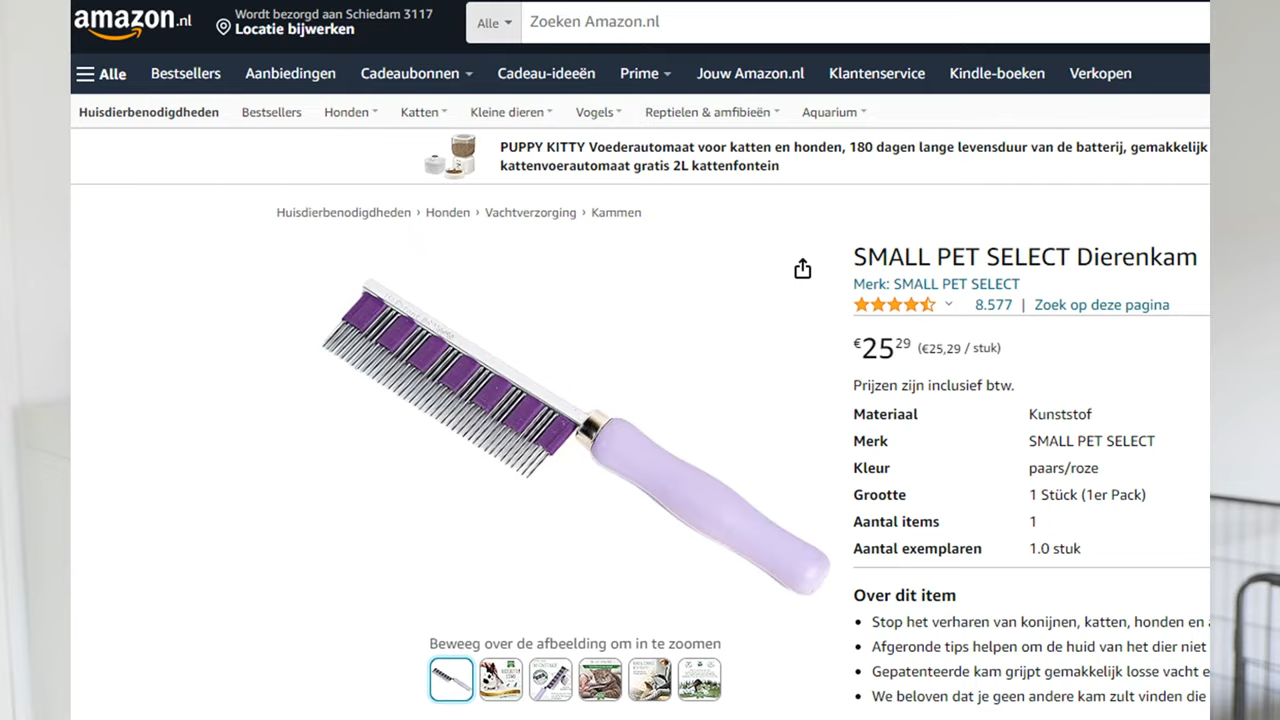 amazon.nl
Wordt bezorgd aan Schiedam 3117
Locatie bijwerken
Alle
Zoeken Amazon.nl
Alle Bestsellers Aanbiedingen Cadeaubonnen Cadeau-ideeën Prime Jouw Amazon.nl Klantenservice Kindle-boeken Verkopen
Huisdierbenodigdheden Bestsellers Honden Katten Kleine dieren Vogels Reptielen & amfibieën Aquarium
PUPPY KITTY Voederautomaat voor katten en honden, 180 dagen lange levensduur van de batterij, gemakkelijk
kattenvoerautomaat gratis 2L kattenfontein
Huisdierbenodigdheden › Honden › Vachtverzorging › Kammen
SMALL PET SELECT Dierenkam
Merk: SMALL PET SELECT
8.577 | Zoek op deze pagina
€25²⁹ (€25,29 / stuk)
Prijzen zijn inclusief btw.
Materiaal Kunststof
Merk SMALL PET SELECT
Kleur paars/roze
Grootte 1 Stück (1er Pack)
Aantal items 1
Aantal exemplaren 1.0 stuk
Over dit item
• Stop het verharen van konijnen, katten, honden en
• Afgeronde tips helpen om de huid van het dier niet
• Gepatenteerde kam grijpt gemakkelijk losse vacht e
• We beloven dat je geen andere kam zult vinden die
Beweeg over de afbeelding om in te zoomen